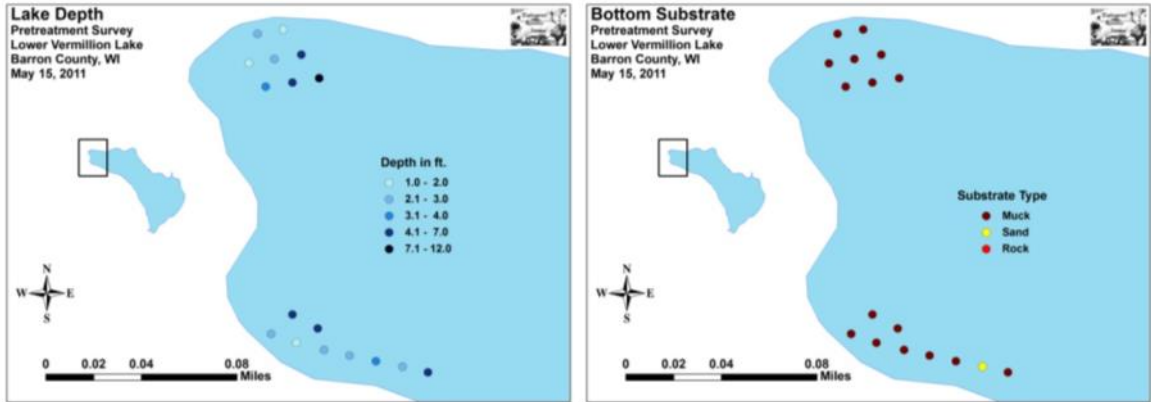 Lake Depth
Pretreatment Survey
Lower Vermillion Lake
Barron County, WI
May 15, 2011
Depth in ft.
1.0 - 2.0
2.1 - 3.0
3.1 - 4.0
4.1 - 7.0
7.1 - 12.0
N
W E
S
0 0.02 0.04 0.08
Miles
Bottom Substrate
Pretreatment Survey
Lower Vermillion Lake
Barron County, WI
May 15, 2011
Substrate Type
Muck
Sand
Rock
N
W E
S
0 0.02 0.04 0.08
Miles